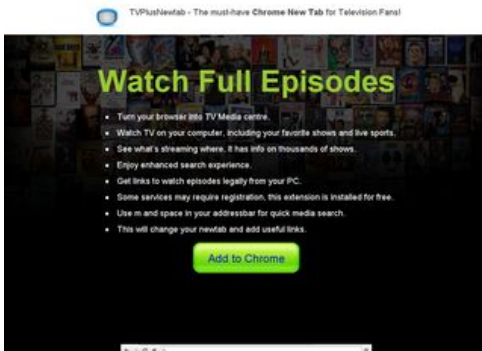 TVPlusNewtab - The must-have Chrome New Tab for Television Fans!
Watch Full Episodes
Turn your browser into TV Media centre.
Watch TV on your computer, including your favorite shows and live sports.
See what's streaming where. It has info on thousands of shows.
Enjoy enhanced search experience.
Get links to watch episodes legally from your PC.
Some services may require registration, this extension is installed for free.
Use m and space in your addressbar for quick media search.
This will change your newtab and add useful links.
Add to Chrome